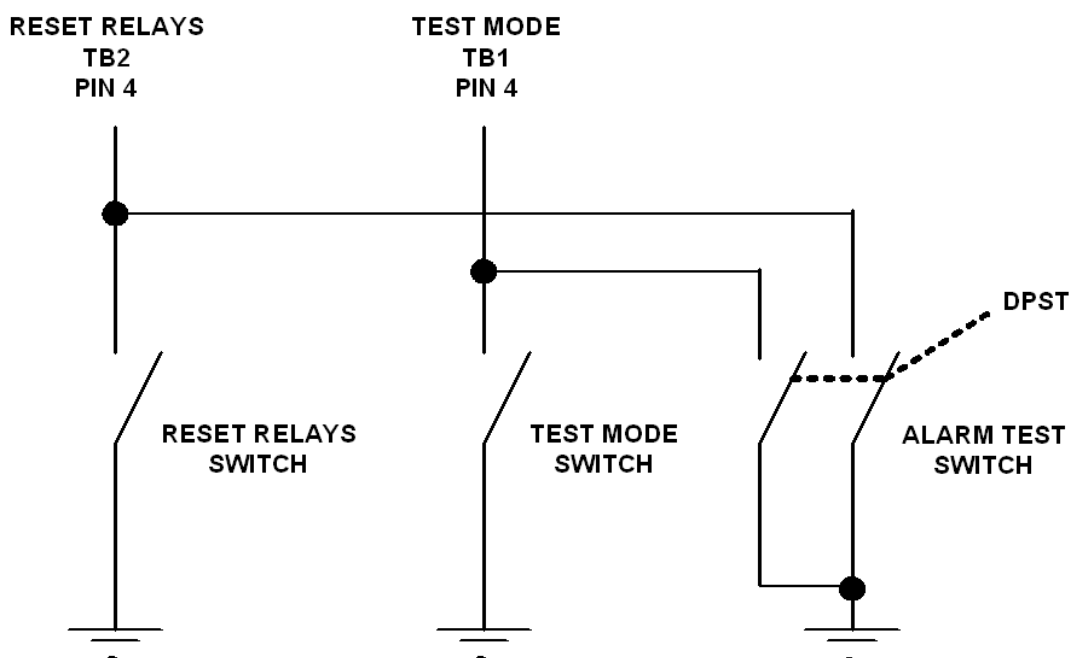 RESET RELAYS
TB2
PIN 4
TEST MODE
TB1
PIN 4
DPST
RESET RELAYS
SWITCH
TEST MODE
SWITCH
ALARM TEST
SWITCH